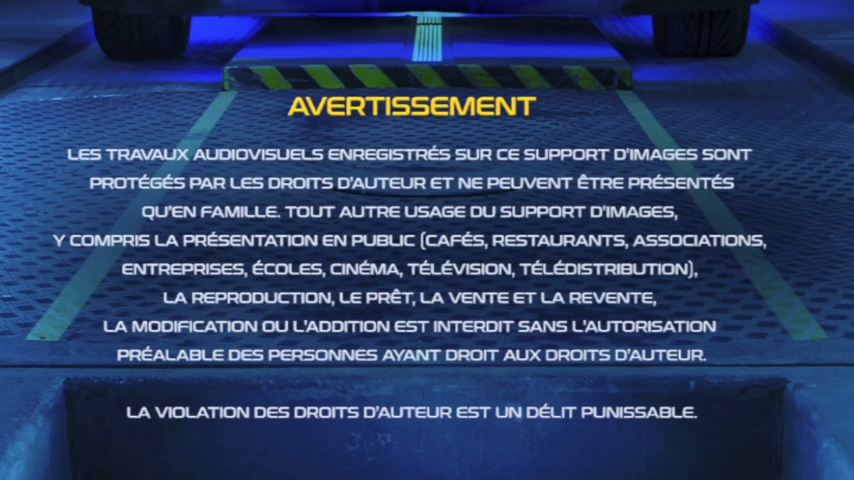 AVERTISSEMENT
LES TRAVAUX AUDIOVISUELS ENREGISTRÉS SUR CE SUPPORT D'IMAGES SONT
PROTÉGÉS PAR LES DROITS D'AUTEUR ET NE PEUVENT ÊTRE PRÉSENTÉS
QU'EN FAMILLE. TOUT AUTRE USAGE DU SUPPORT D'IMAGES,
Y COMPRIS LA PRÉSENTATION EN PUBLIC (CAFÉS, RESTAURANTS, ASSOCIATIONS,
ENTREPRISES, ÉCOLES, CINÉMA, TÉLÉVISION, TÉLÉDISTRIBUTION),
LA REPRODUCTION, LE PRÊT, LA VENTE ET LA REVENTE,
LA MODIFICATION OU L'ADDITION EST INTERDIT SANS L'AUTORISATION
PRÉALABLE DES PERSONNES AYANT DROIT AUX DROITS D'AUTEUR.
LA VIOLATION DES DROITS D'AUTEUR EST UN DÉLIT PUNISSABLE.